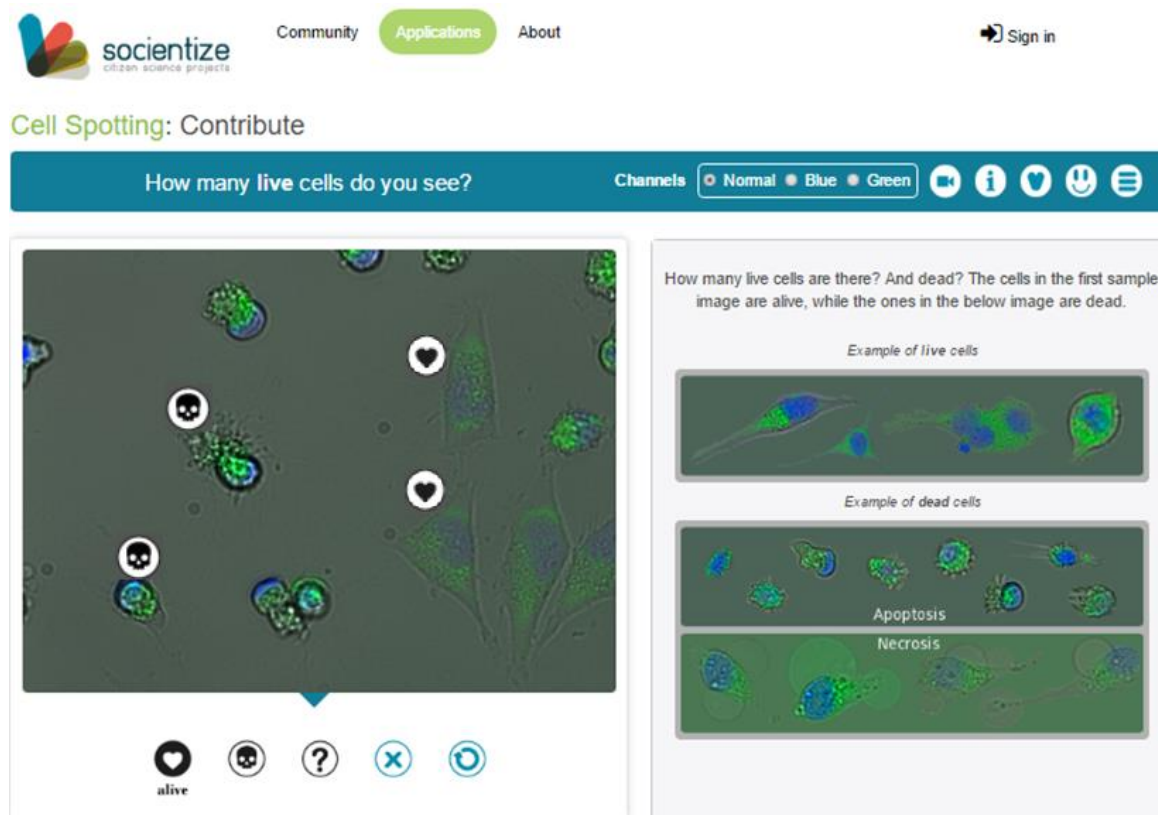 Community Applications About
Sign in
socientize
citizen science projects
Cell Spotting: Contribute
How many live cells do you see?
Channels Normal Blue Green
How many live cells are there? And dead? The cells in the first sample
image are alive, while the ones in the below image are dead.
Example of live cells
Example of dead cells
Apoptosis
Necrosis
?
alive